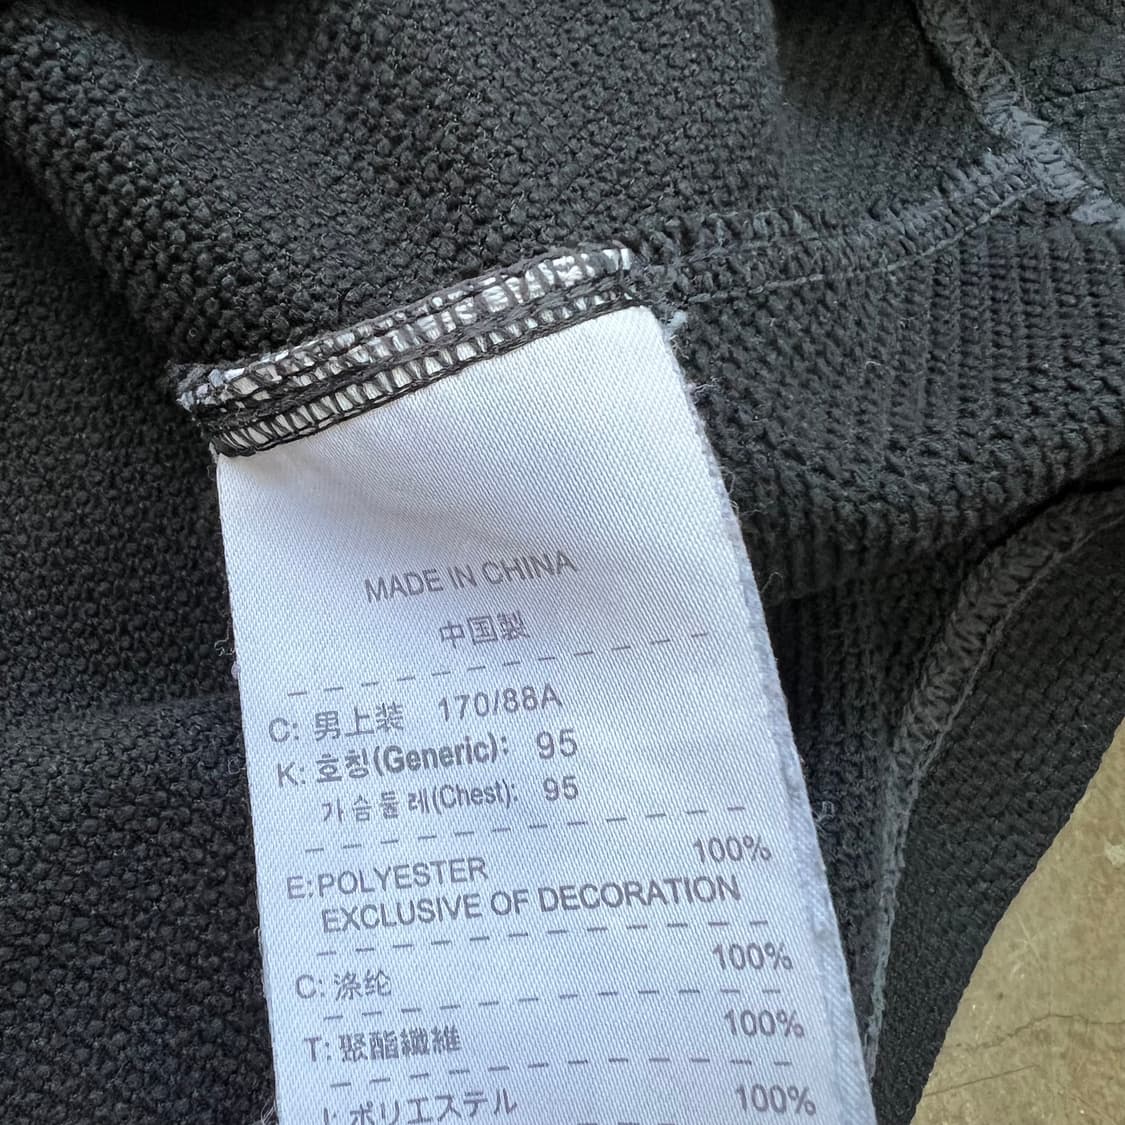 MADE IN CHINA
中国製
C: 男上装 170/88A
K: 호칭(Generic): 95
가슴둘레(Chest): 95
E:POLYESTER 100%
EXCLUSIVE OF DECORATION
C: 涤纶 100%
T: 聚酯纖維 100%
J: ポリエステル 100%